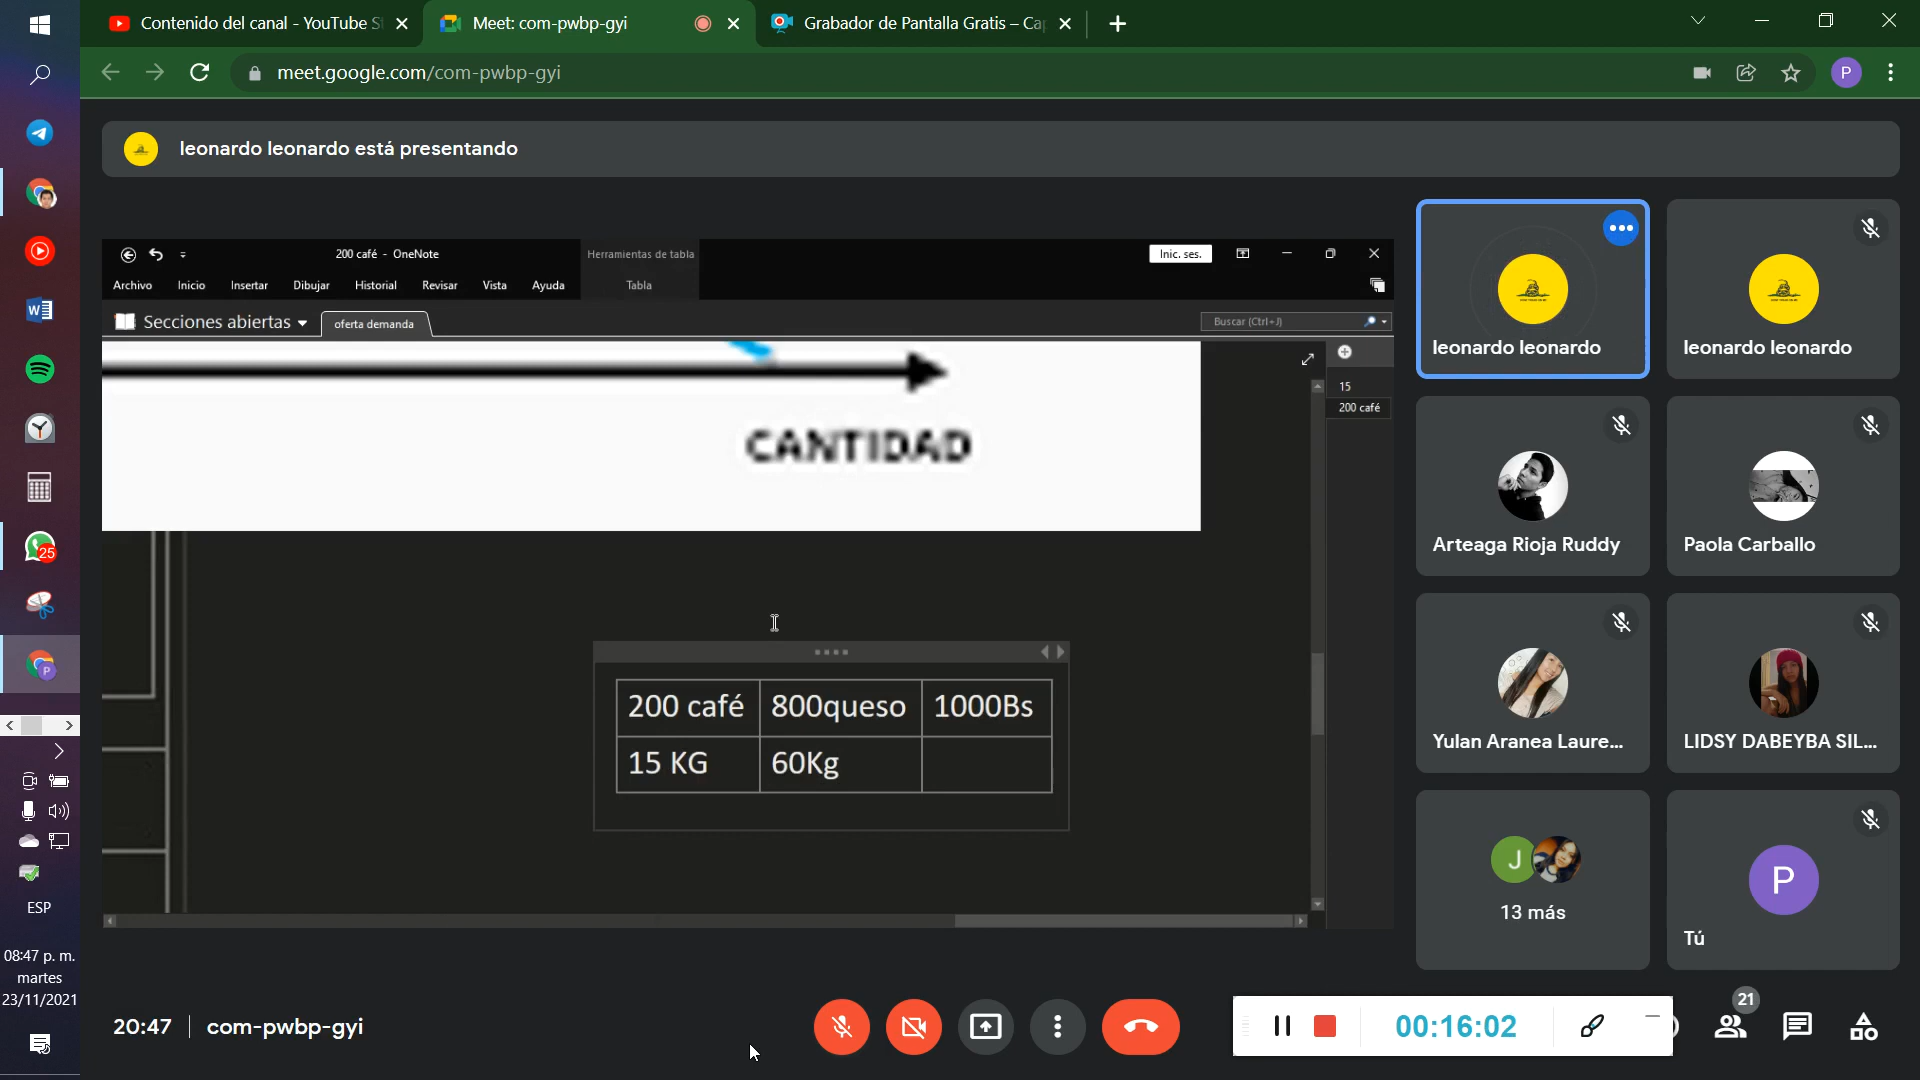 Contenido del canal - YouTube S
Meet: com-pwbp-gyi
Grabador de Pantalla Gratis – Ca
meet.google.com/com-pwbp-gyi
P
leonardo leonardo está presentando
200 café - OneNote
Herramientas de tabla
Inic. ses.
Archivo
Inicio
Insertar
Dibujar
Historial
Revisar
Vista
Ayuda
Tabla
Secciones abiertas
oferta demanda
Buscar (Ctrl+J)
15
200 café
CANTIDAD
200 café
800queso
1000Bs
15 KG
60Kg
leonardo leonardo
leonardo leonardo
Arteaga Rioja Ruddy
Paola Carballo
Yulan Aranea Laure...
LIDSY DABEYBA SIL...
J
13 más
P
Tú
25
P
ESP
08:47 p. m.
martes
23/11/2021
20:47
com-pwbp-gyi
00:16:02
21